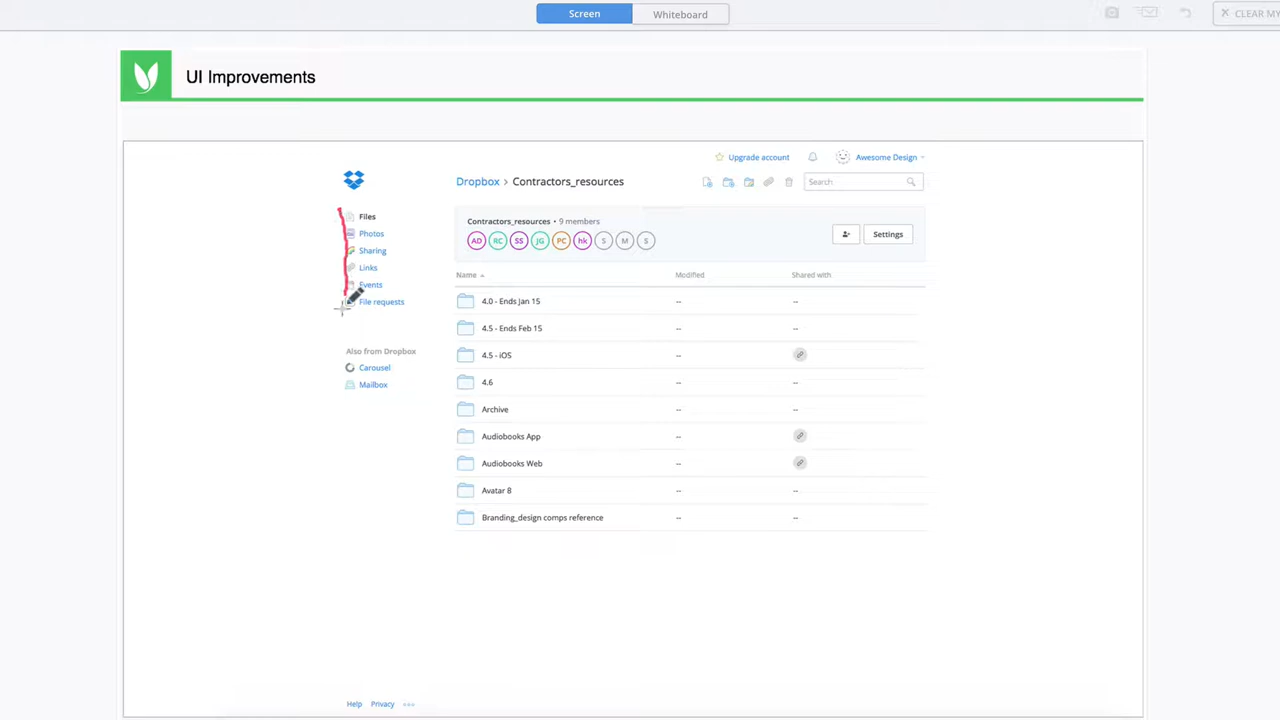 Screen Whiteboard CLEAR MY
UI Improvements
Upgrade account Awesome Design
Dropbox > Contractors_resources Search
Files
Photos
Sharing
Links
Events
File requests
Also from Dropbox
Carousel
Mailbox
Contractors_resources • 9 members
AD RC SS JG PC hk S M S
Settings
Name Modified Shared with
4.0 - Ends Jan 15 -- --
4.5 - Ends Feb 15 -- --
4.5 - iOS --
4.6 -- --
Archive -- --
Audiobooks App --
Audiobooks Web --
Avatar 8 -- --
Branding_design comps reference -- --
Help Privacy